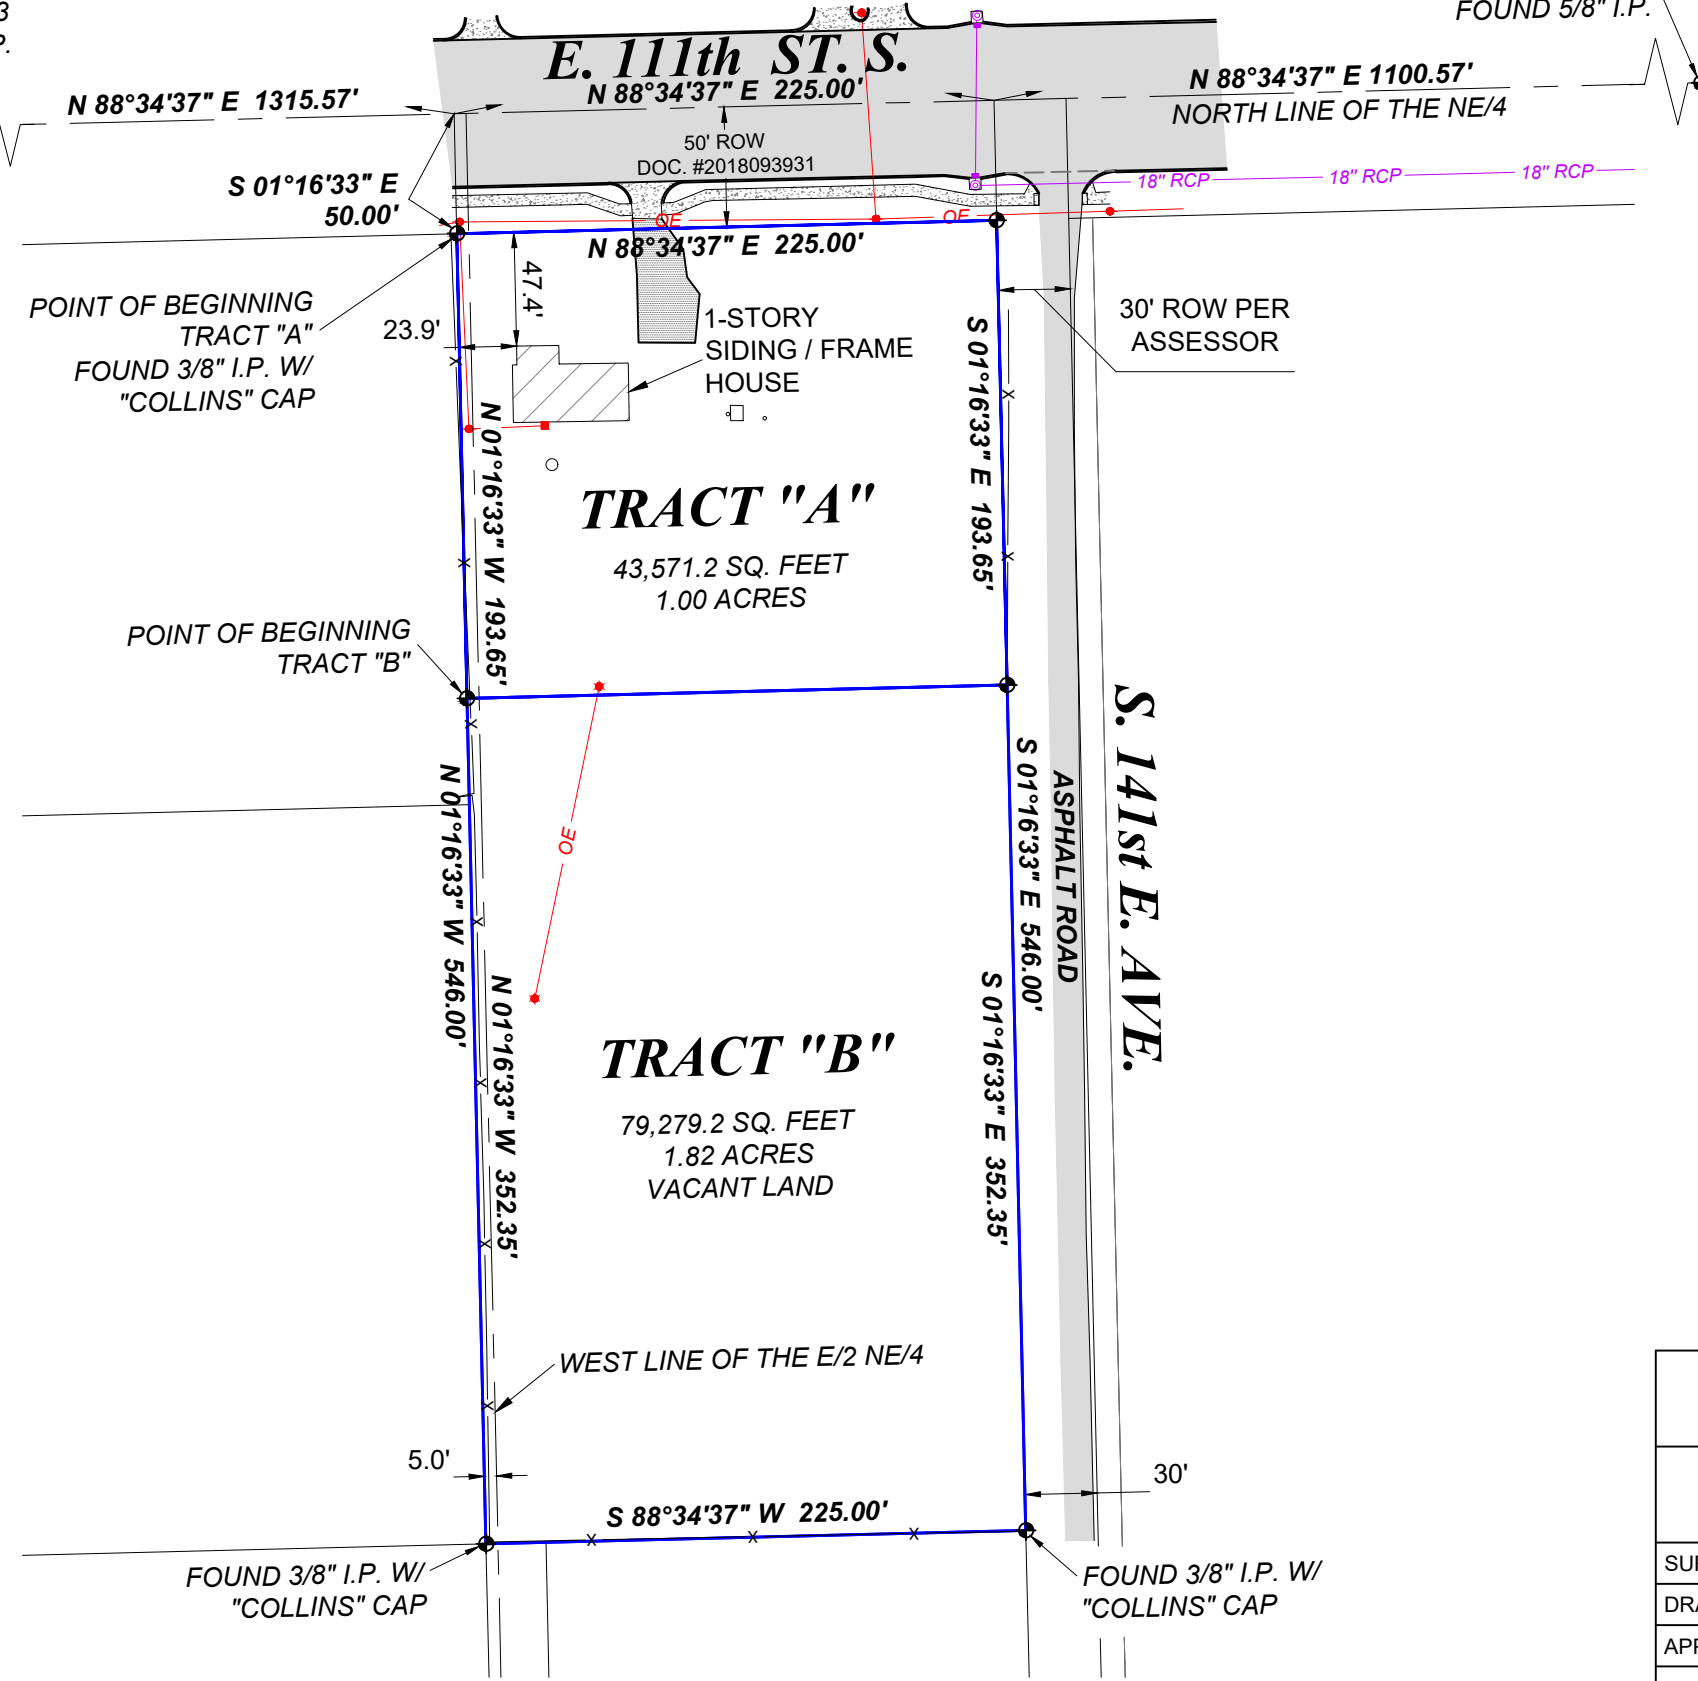 FOUND 5/8" I.P.
E. 111th ST. S.
N 88°34'37" E 1315.57'
N 88°34'37" E 225.00'
N 88°34'37" E 1100.57'
NORTH LINE OF THE NE/4
50' ROW
DOC. #2018093931
S 01°16'33" E
50.00'
18" RCP
18" RCP
18" RCP
OE
OE
N 88°34'37" E 225.00'
POINT OF BEGINNING
TRACT "A"
FOUND 3/8" I.P. W/
"COLLINS" CAP
47.4'
23.9'
1-STORY
SIDING / FRAME
HOUSE
30' ROW PER
ASSESSOR
N 01°16'33" W 193.65'
S 01°16'33" E 193.65'
TRACT "A"
43,571.2 SQ. FEET
1.00 ACRES
POINT OF BEGINNING
TRACT "B"
N 01°16'33" W 546.00'
OE
S 01°16'33" E 546.00'
ASPHALT ROAD
S. 141st E. AVE.
N 01°16'33" W 352.35'
S 01°16'33" E 352.35'
TRACT "B"
79,279.2 SQ. FEET
1.82 ACRES
VACANT LAND
WEST LINE OF THE E/2 NE/4
5.0'
30'
S 88°34'37" W 225.00'
FOUND 3/8" I.P. W/
"COLLINS" CAP
FOUND 3/8" I.P. W/
"COLLINS" CAP